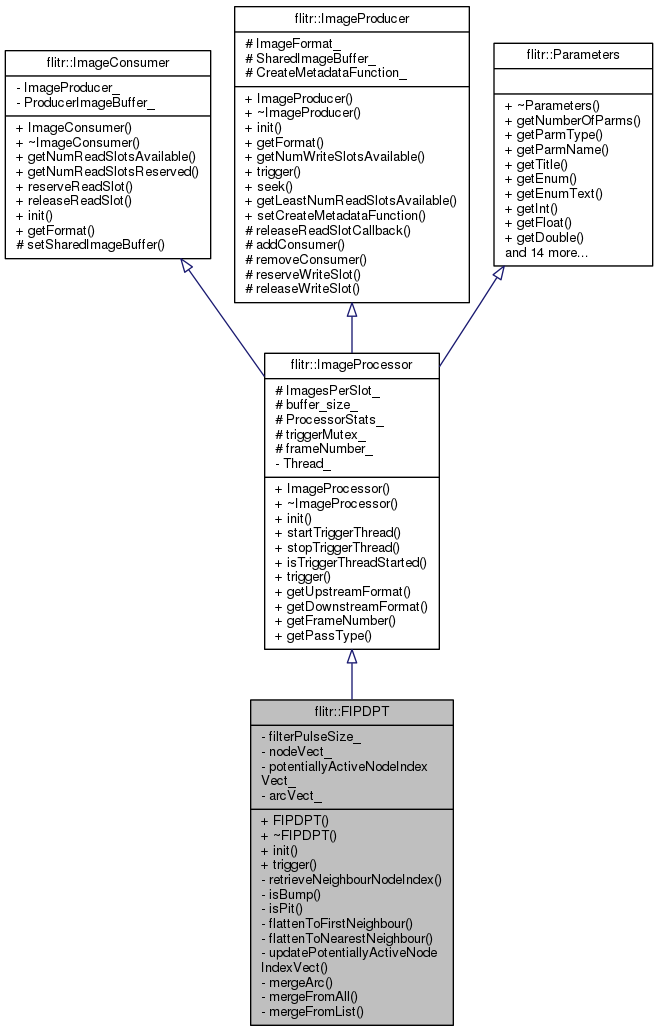 flitr::ImageConsumer
- ImageProducer_
- ProducerImageBuffer_
+ ImageConsumer()
+ ~ImageConsumer()
+ getNumReadSlotsAvailable()
+ getNumReadSlotsReserved()
+ reserveReadSlot()
+ releaseReadSlot()
+ init()
+ getFormat()
# setSharedImageBuffer()
flitr::ImageProducer
# ImageFormat_
# SharedImageBuffer_
# CreateMetadataFunction_
+ ImageProducer()
+ ~ImageProducer()
+ init()
+ getFormat()
+ getNumWriteSlotsAvailable()
+ trigger()
+ seek()
+ getLeastNumReadSlotsAvailable()
+ setCreateMetadataFunction()
# releaseReadSlotCallback()
# addConsumer()
# removeConsumer()
# reserveWriteSlot()
# releaseWriteSlot()
flitr::Parameters
+ ~Parameters()
+ getNumberOfParms()
+ getParmType()
+ getParmName()
+ getTitle()
+ getEnum()
+ getEnumText()
+ getInt()
+ getFloat()
+ getDouble()
and 14 more...
flitr::ImageProcessor
# ImagesPerSlot_
# buffer_size_
# ProcessorStats_
# triggerMutex_
# frameNumber_
- Thread_
+ ImageProcessor()
+ ~ImageProcessor()
+ init()
+ startTriggerThread()
+ stopTriggerThread()
+ isTriggerThreadStarted()
+ trigger()
+ getUpstreamFormat()
+ getDownstreamFormat()
+ getFrameNumber()
+ getPassType()
flitr::FIPDPT
- filterPulseSize_
- nodeVect_
- potentiallyActiveNodeIndex
Vect_
- arcVect_
+ FIPDPT()
+ ~FIPDPT()
+ init()
+ trigger()
- retrieveNeighbourNodeIndex()
- isBump()
- isPit()
- flattenToFirstNeighbour()
- flattenToNearestNeighbour()
- updatePotentiallyActiveNode
IndexVect()
- mergeArc()
- mergeFromAll()
- mergeFromList()